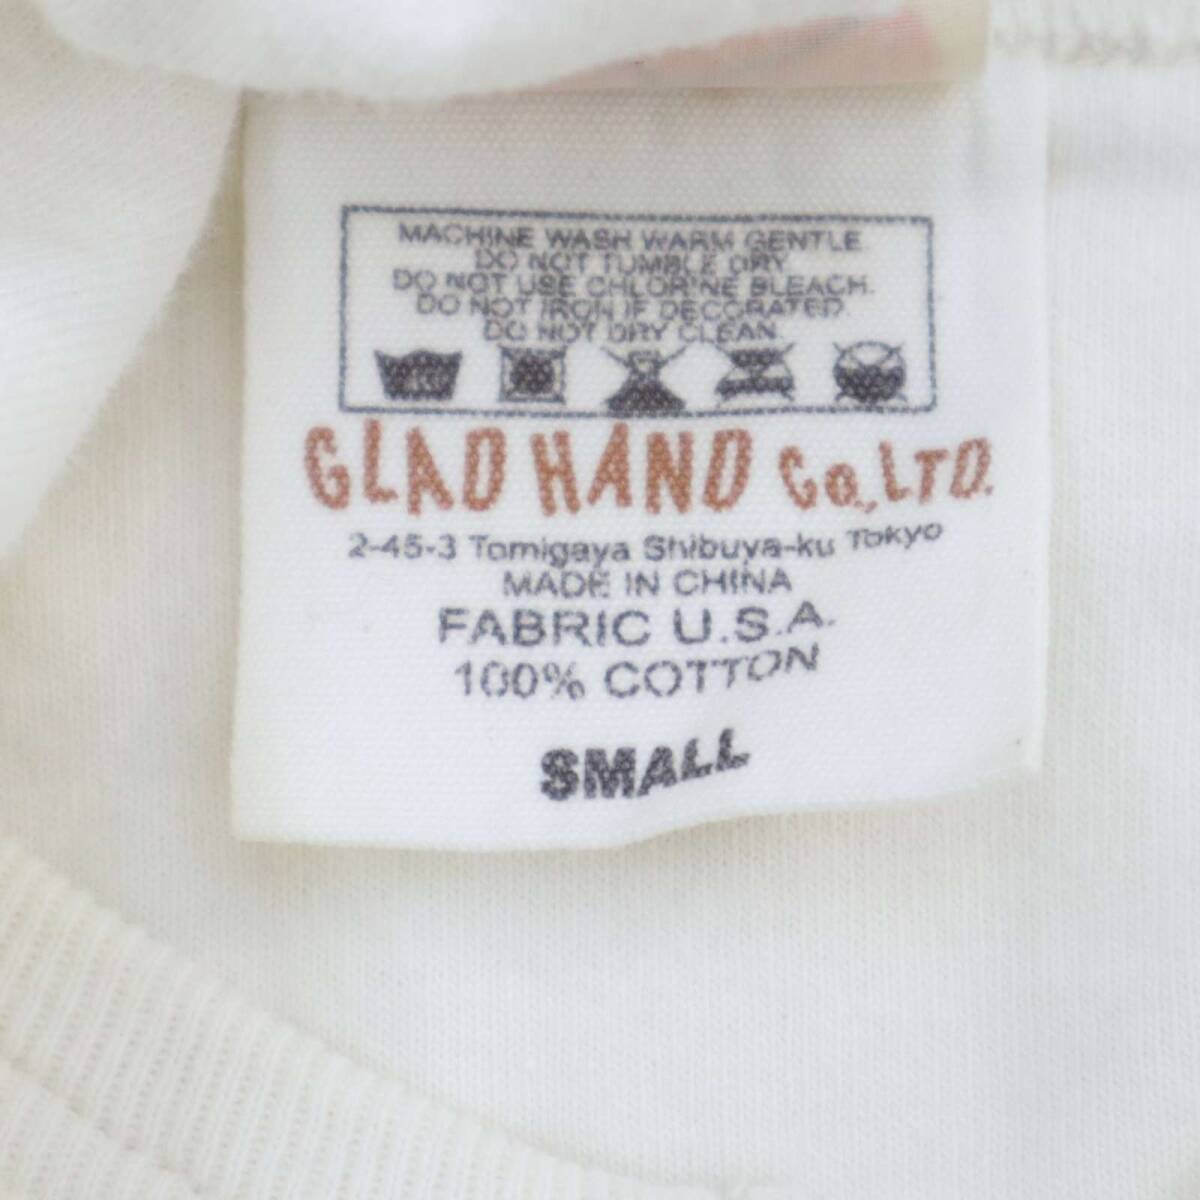 MACHINE WASH WARM GENTLE
DO NOT TUMBLE DRY
DO NOT USE CHLORINE BLEACH.
DO NOT IRON IF DECORATED
DO NOT DRY CLEAN
GLAD HAND Co., LTD.
2-45-3 Tomigaya Shibuya-ku Tokyo
MADE IN CHINA
FABRIC U.S.A.
100% COTTON
SMALL